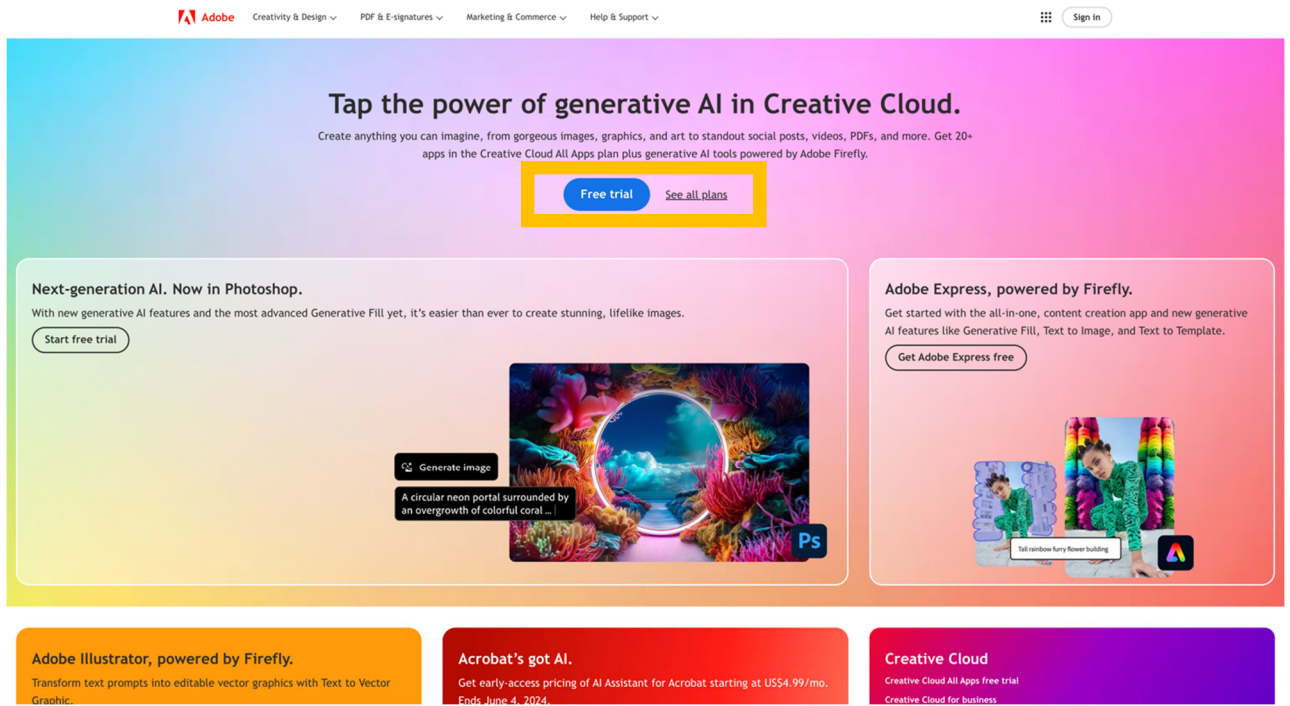 Adobe
Creativity & Design
PDF & E-signatures
Marketing & Commerce
Help & Support
Sign in
Tap the power of generative AI in Creative Cloud.
Create anything you can imagine, from gorgeous images, graphics, and art to standout social posts, videos, PDFs, and more. Get 20+
apps in the Creative Cloud All Apps plan plus generative AI tools powered by Adobe Firefly.
Free trial
See all plans
Next-generation AI. Now in Photoshop.
With new generative AI features and the most advanced Generative Fill yet, it's easier than ever to create stunning, lifelike images.
Start free trial
Generate image
A circular neon portal surrounded by
an overgrowth of colorful coral ...
Ps
Adobe Express, powered by Firefly.
Get started with the all-in-one, content creation app and new generative
AI features like Generative Fill, Text to Image, and Text to Template.
Get Adobe Express free
Tall rainbow furry flower building
Adobe Illustrator, powered by Firefly.
Transform text prompts into editable vector graphics with Text to Vector
Graphic.
Acrobat's got AI.
Get early-access pricing of AI Assistant for Acrobat starting at US$4.99/mo.
Ends June 4, 2024.
Creative Cloud
Creative Cloud All Apps free trial
Creative Cloud for business